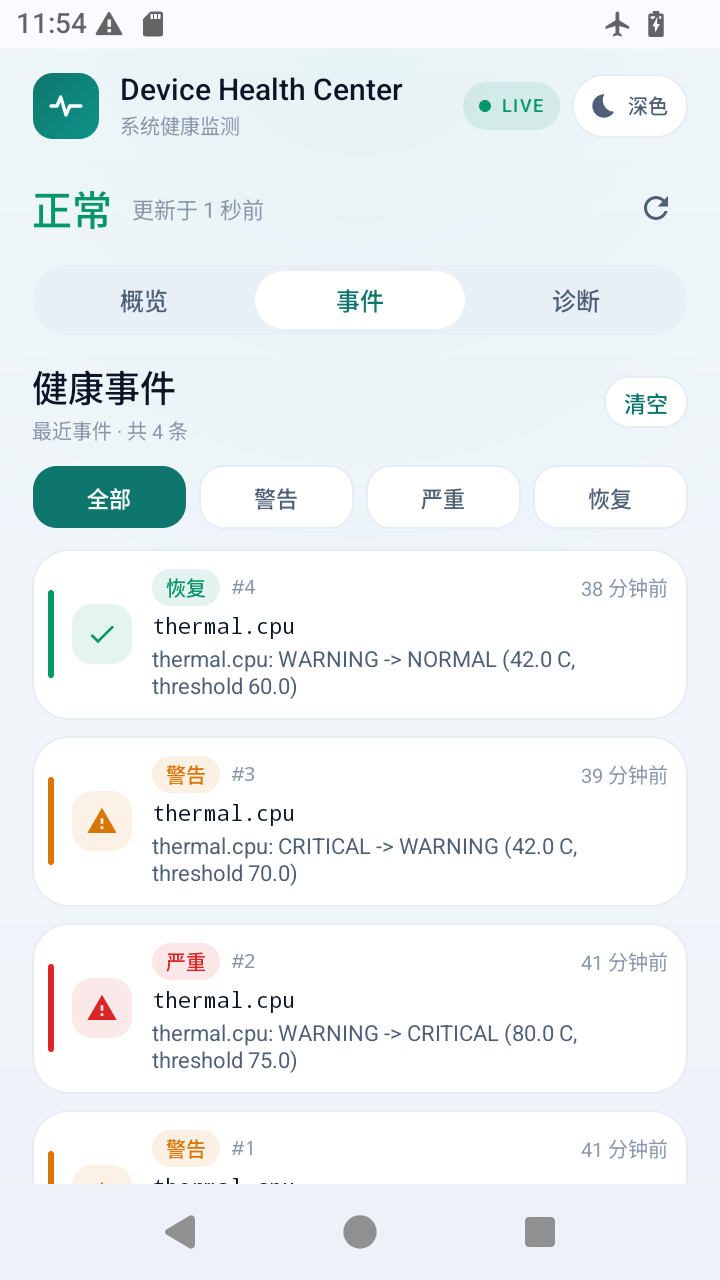 11:54
Device Health Center
系统健康监测
LIVE
深色
正常
更新于 1 秒前
概览
事件
诊断
健康事件
最近事件 · 共 4 条
清空
全部
警告
严重
恢复
恢复 #4 38 分钟前
thermal.cpu
thermal.cpu: WARNING -> NORMAL (42.0 C,
threshold 60.0)
警告 #3 39 分钟前
thermal.cpu
thermal.cpu: CRITICAL -> WARNING (42.0 C,
threshold 70.0)
严重 #2 41 分钟前
thermal.cpu
thermal.cpu: WARNING -> CRITICAL (80.0 C,
threshold 75.0)
警告 #1 41 分钟前